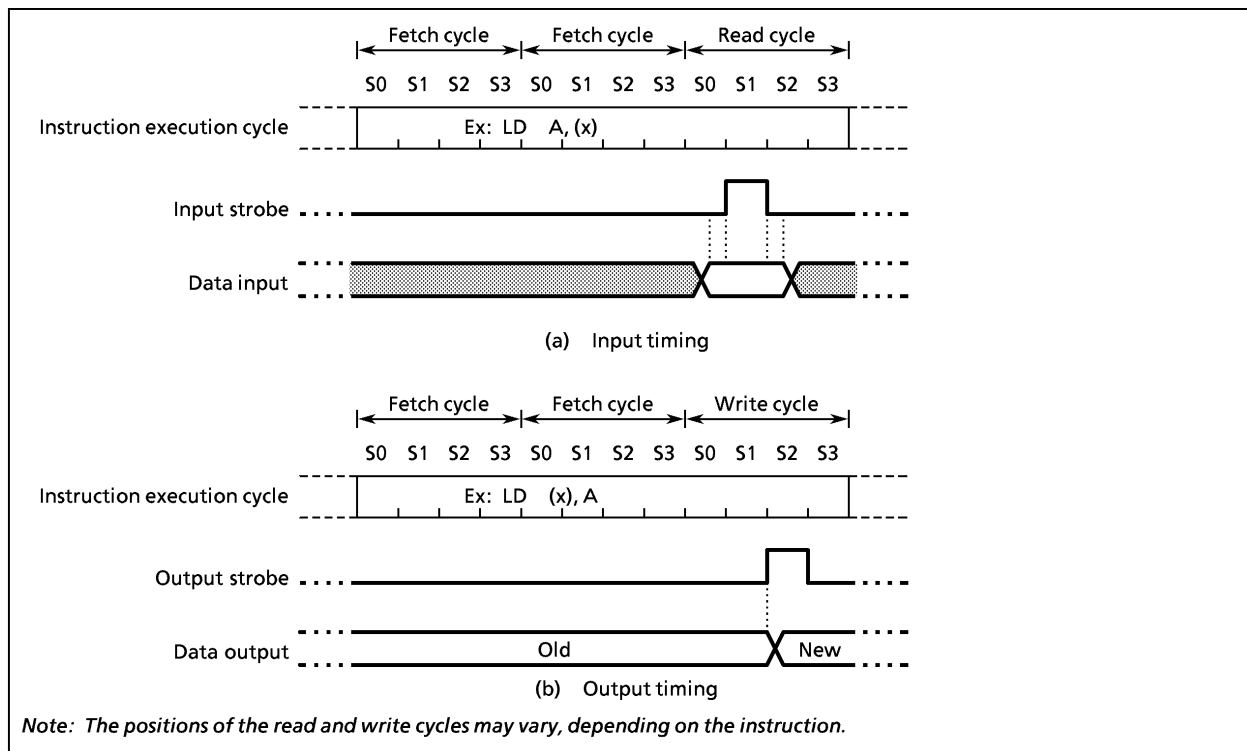 Fetch cycle Fetch cycle Read cycle
S0 S1 S2 S3 S0 S1 S2 S3 S0 S1 S2 S3
Instruction execution cycle Ex: LD A, (x)
Input strobe
Data input
(a) Input timing
Fetch cycle Fetch cycle Write cycle
S0 S1 S2 S3 S0 S1 S2 S3 S0 S1 S2 S3
Instruction execution cycle Ex: LD (x), A
Output strobe
Data output Old New
(b) Output timing
Note: The positions of the read and write cycles may vary, depending on the instruction.